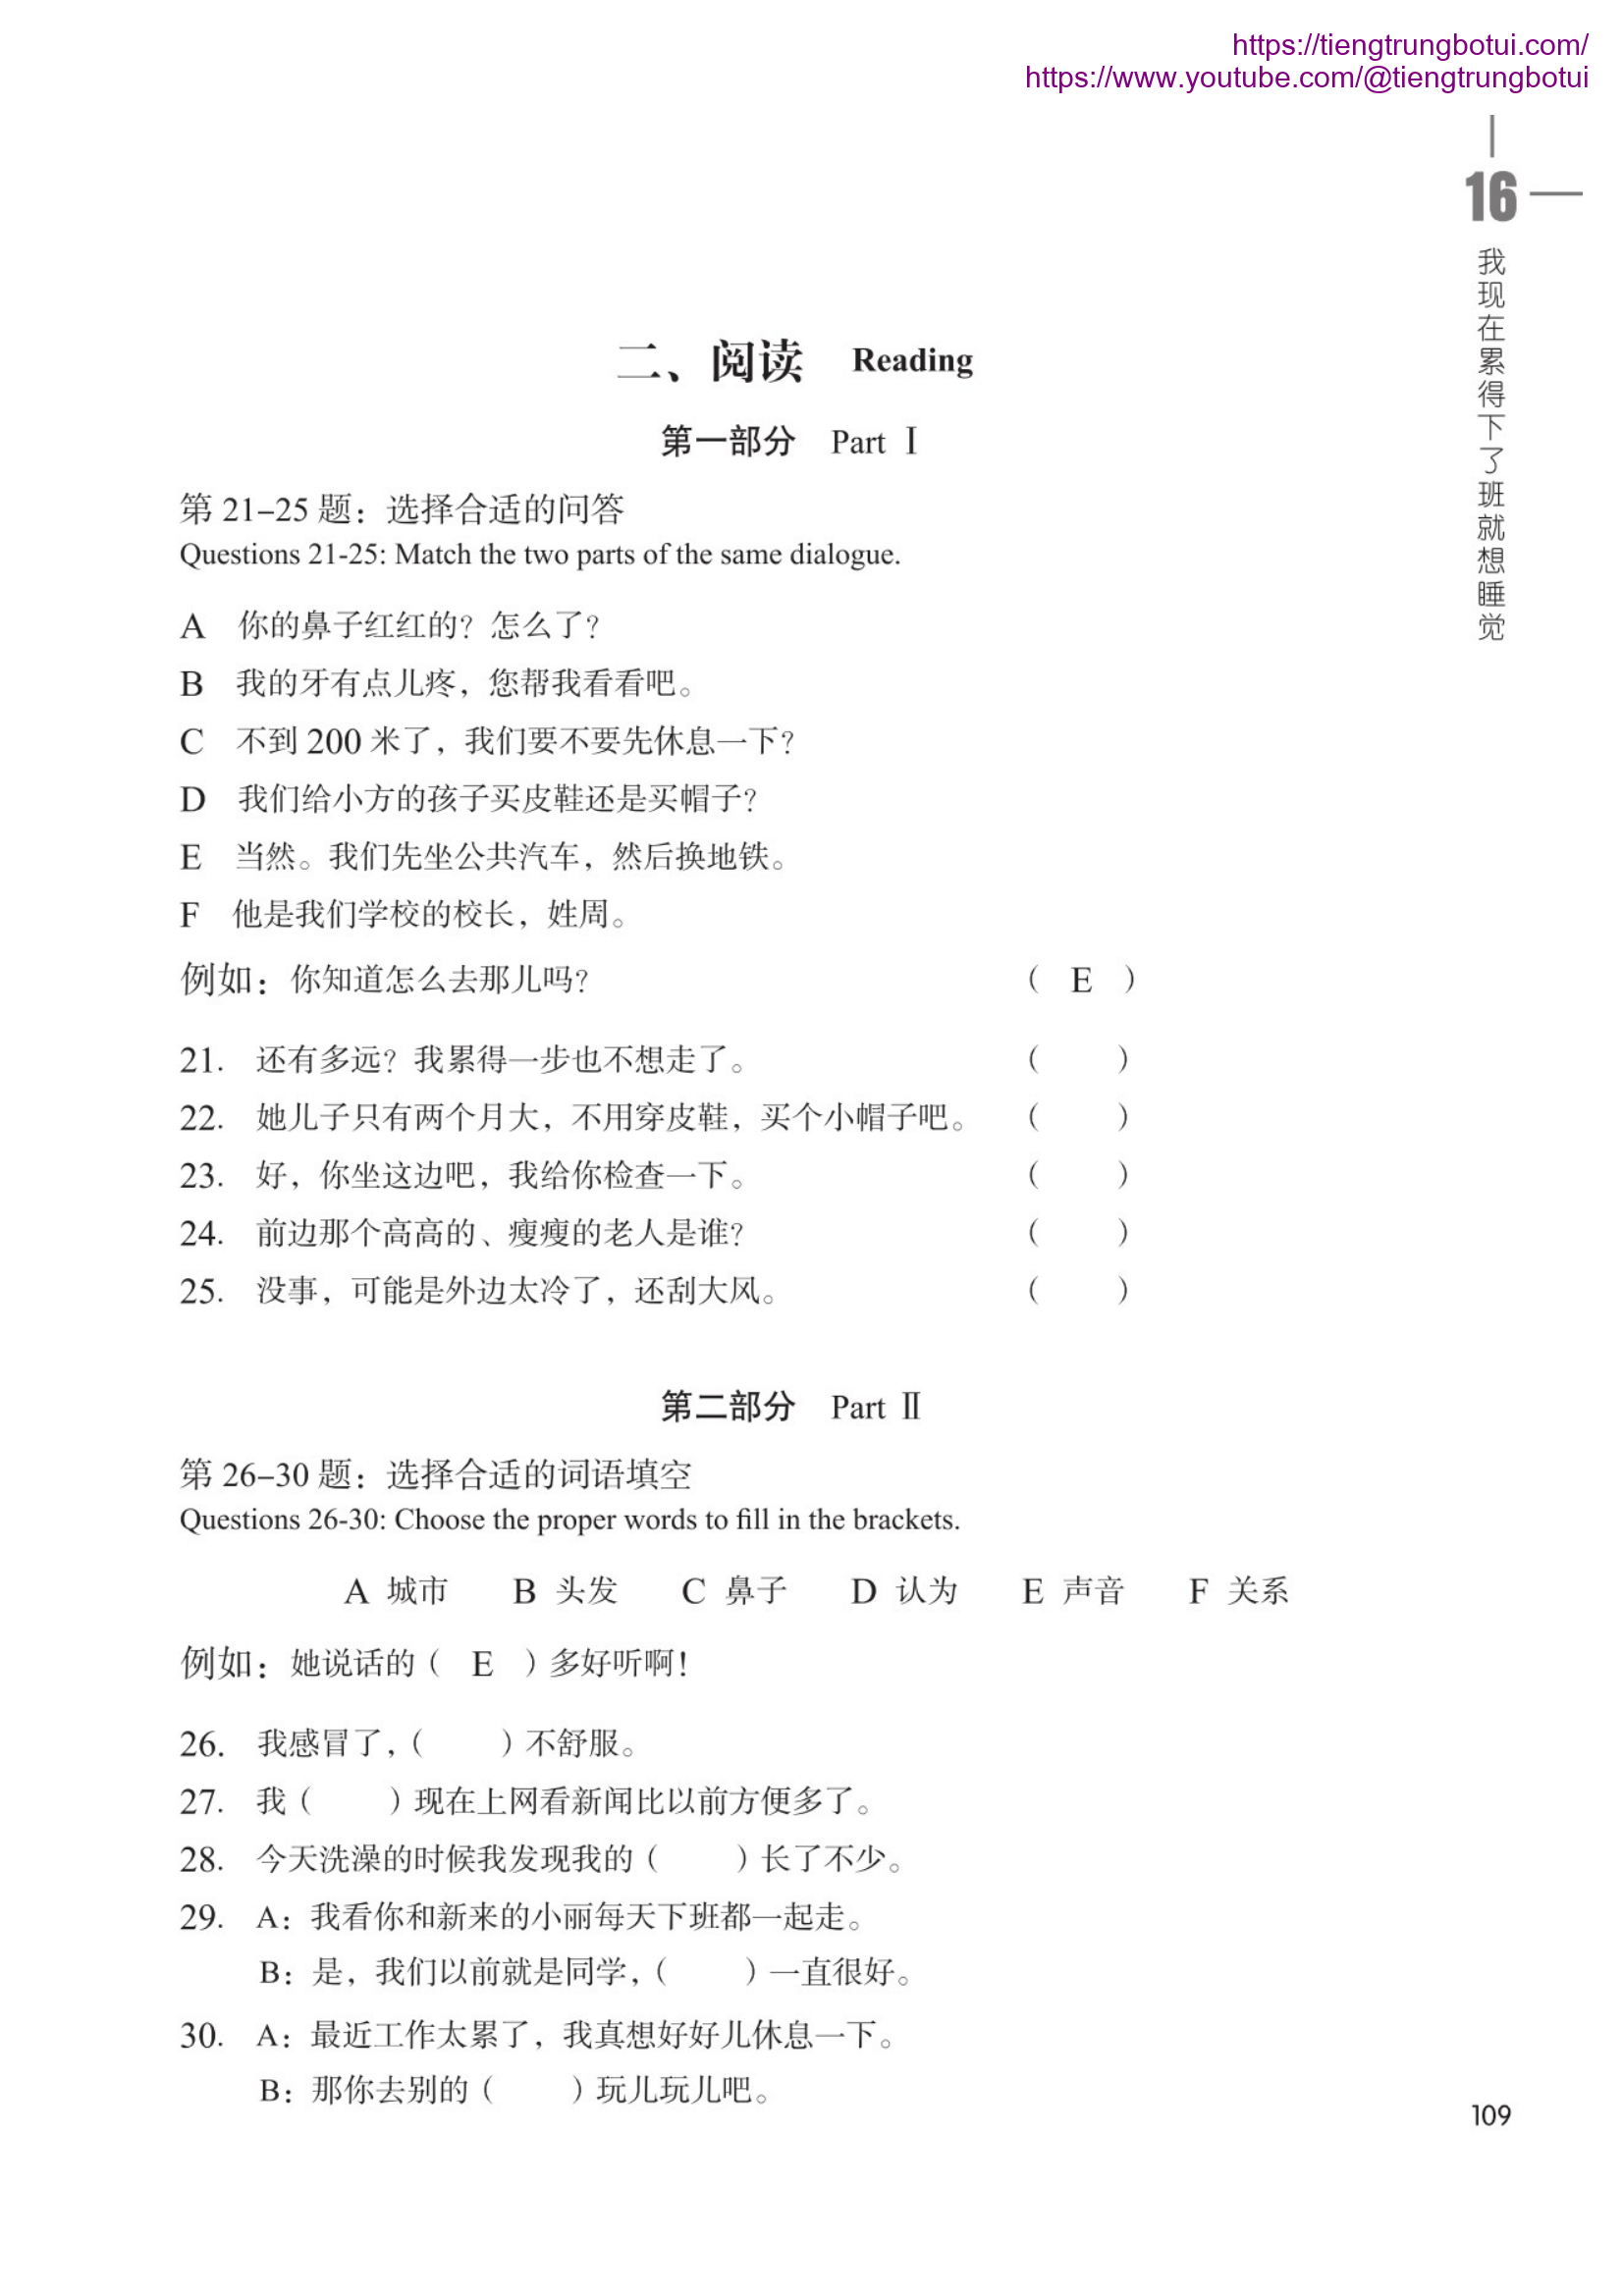 https://tiengtrungbotui.com/
https://www.youtube.com/@tiengtrungbotui
16
我现在累得下了班就想睡觉
二、阅读 Reading
第一部分 Part Ⅰ
第 21–25 题：选择合适的问答
Questions 21-25: Match the two parts of the same dialogue.
A 你的鼻子红红的？怎么了？
B 我的牙有点儿疼，您帮我看看吧。
C 不到 200 米了，我们要不要先休息一下？
D 我们给小方的孩子买皮鞋还是买帽子？
E 当然。我们先坐公共汽车，然后换地铁。
F 他是我们学校的校长，姓周。
例如：你知道怎么去那儿吗？ （ E ）
21. 还有多远？我累得一步也不想走了。 （ ）
22. 她儿子只有两个月大，不用穿皮鞋，买个小帽子吧。 （ ）
23. 好，你坐这边吧，我给你检查一下。 （ ）
24. 前边那个高高的、瘦瘦的老人是谁？ （ ）
25. 没事，可能是外边太冷了，还刮大风。 （ ）
第二部分 Part Ⅱ
第 26–30 题：选择合适的词语填空
Questions 26-30: Choose the proper words to fill in the brackets.
A 城市 B 头发 C 鼻子 D 认为 E 声音 F 关系
例如：她说话的（ E ）多好听啊！
26. 我感冒了，（ ）不舒服。
27. 我（ ）现在上网看新闻比以前方便多了。
28. 今天洗澡的时候我发现我的（ ）长了不少。
29. A：我看你和新来的小丽每天下班都一起走。
B：是，我们以前就是同学，（ ）一直很好。
30. A：最近工作太累了，我真想好好儿休息一下。
B：那你去别的（ ）玩儿玩儿吧。
109